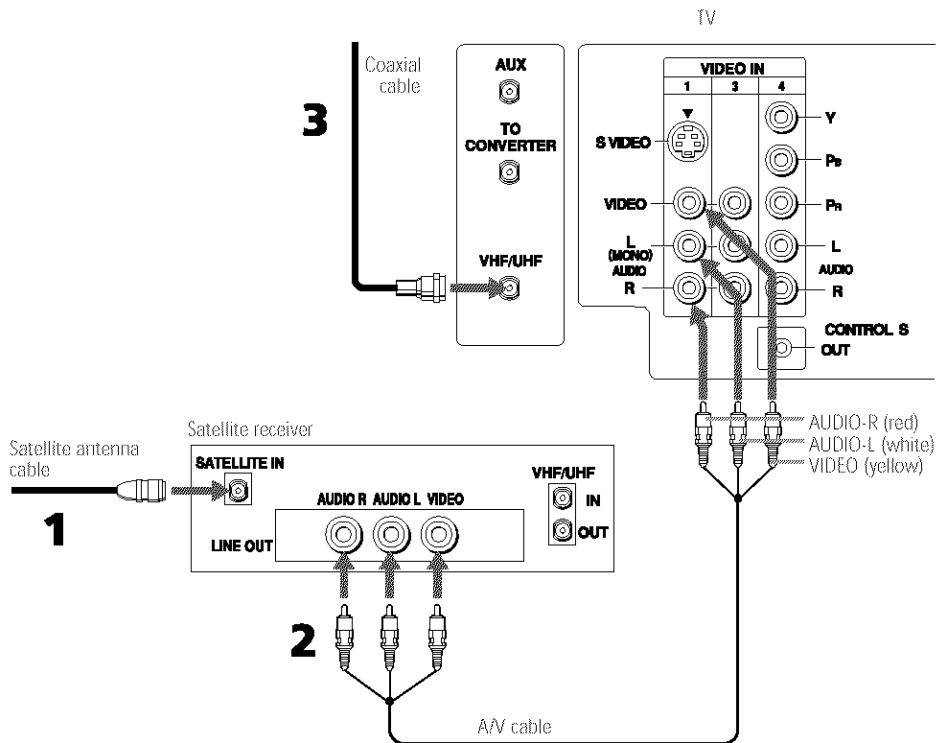 TV
Coaxial
cable
3
AUX
TO
CONVERTER
VHF/UHF
VIDEO IN
1 3 4
S VIDEO
VIDEO
L
(MONO)
AUDIO
R
Y
PB
PR
L
AUDIO
R
CONTROL S
OUT
AUDIO-R (red)
AUDIO-L (white)
VIDEO (yellow)
Satellite antenna
cable
1
Satellite receiver
SATELLITE IN
AUDIO R AUDIO L VIDEO
LINE OUT
VHF/UHF
IN
OUT
2
A/V cable